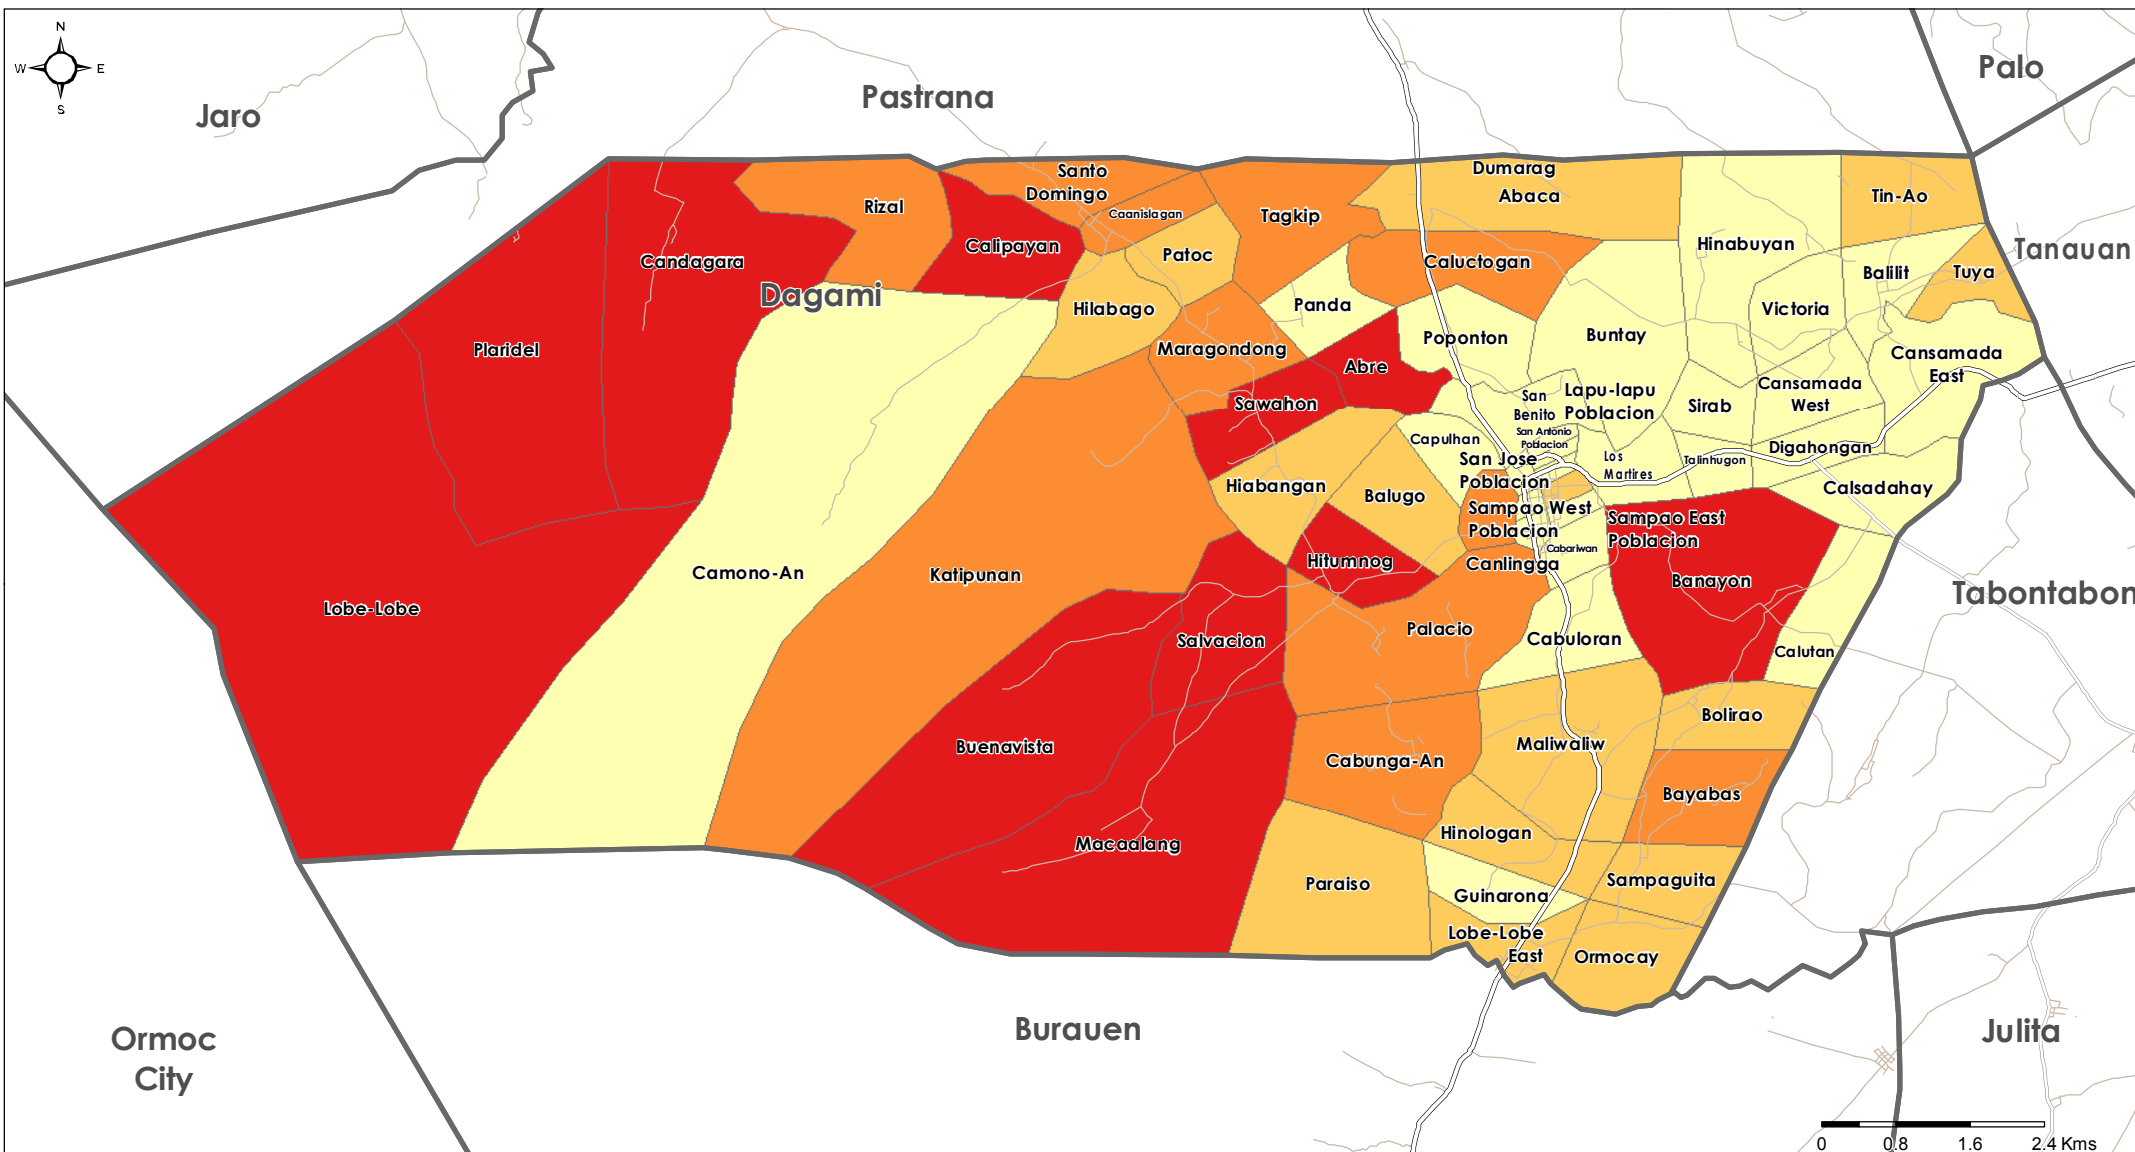 N
W E
S
Jaro
Pastrana
Palo
Tanauan
Tabontabon
Julita
Burauen
Ormoc
City
Dagami
Santo
Domingo
Caanislagan
Rizal
Calipayan
Candagara
Plaridel
Lobe-Lobe
Camono-An
Katipunan
Patoc
Hilabago
Tagkip
Dumarag
Abaca
Caluctogan
Panda
Maragondong
Abre
Sawahon
Poponton
Hinabuyan
Tin-Ao
Balilit
Tuya
Victoria
Buntay
Cansamada
East
Cansamada
West
Sirab
Lapu-lapu
Poblacion
San
Benito
San Antonio
Poblacion
Capulhan
San Jose
Poblacion
Los
Martires
Talinhugon
Digahongan
Calsadahay
Hiabangan
Balugo
Sampao West
Poblacion
Sampao East
Poblacion
Cabariwan
Canlingga
Hitumnog
Banayon
Salvacion
Palacio
Cabuloran
Calutan
Buenavista
Bolirao
Maliwaliw
Cabunga-An
Bayabas
Macaalang
Hinologan
Paraiso
Guinarona
Sampaguita
Lobe-Lobe
East
Ormocay
0 0.8 1.6 2.4 Kms